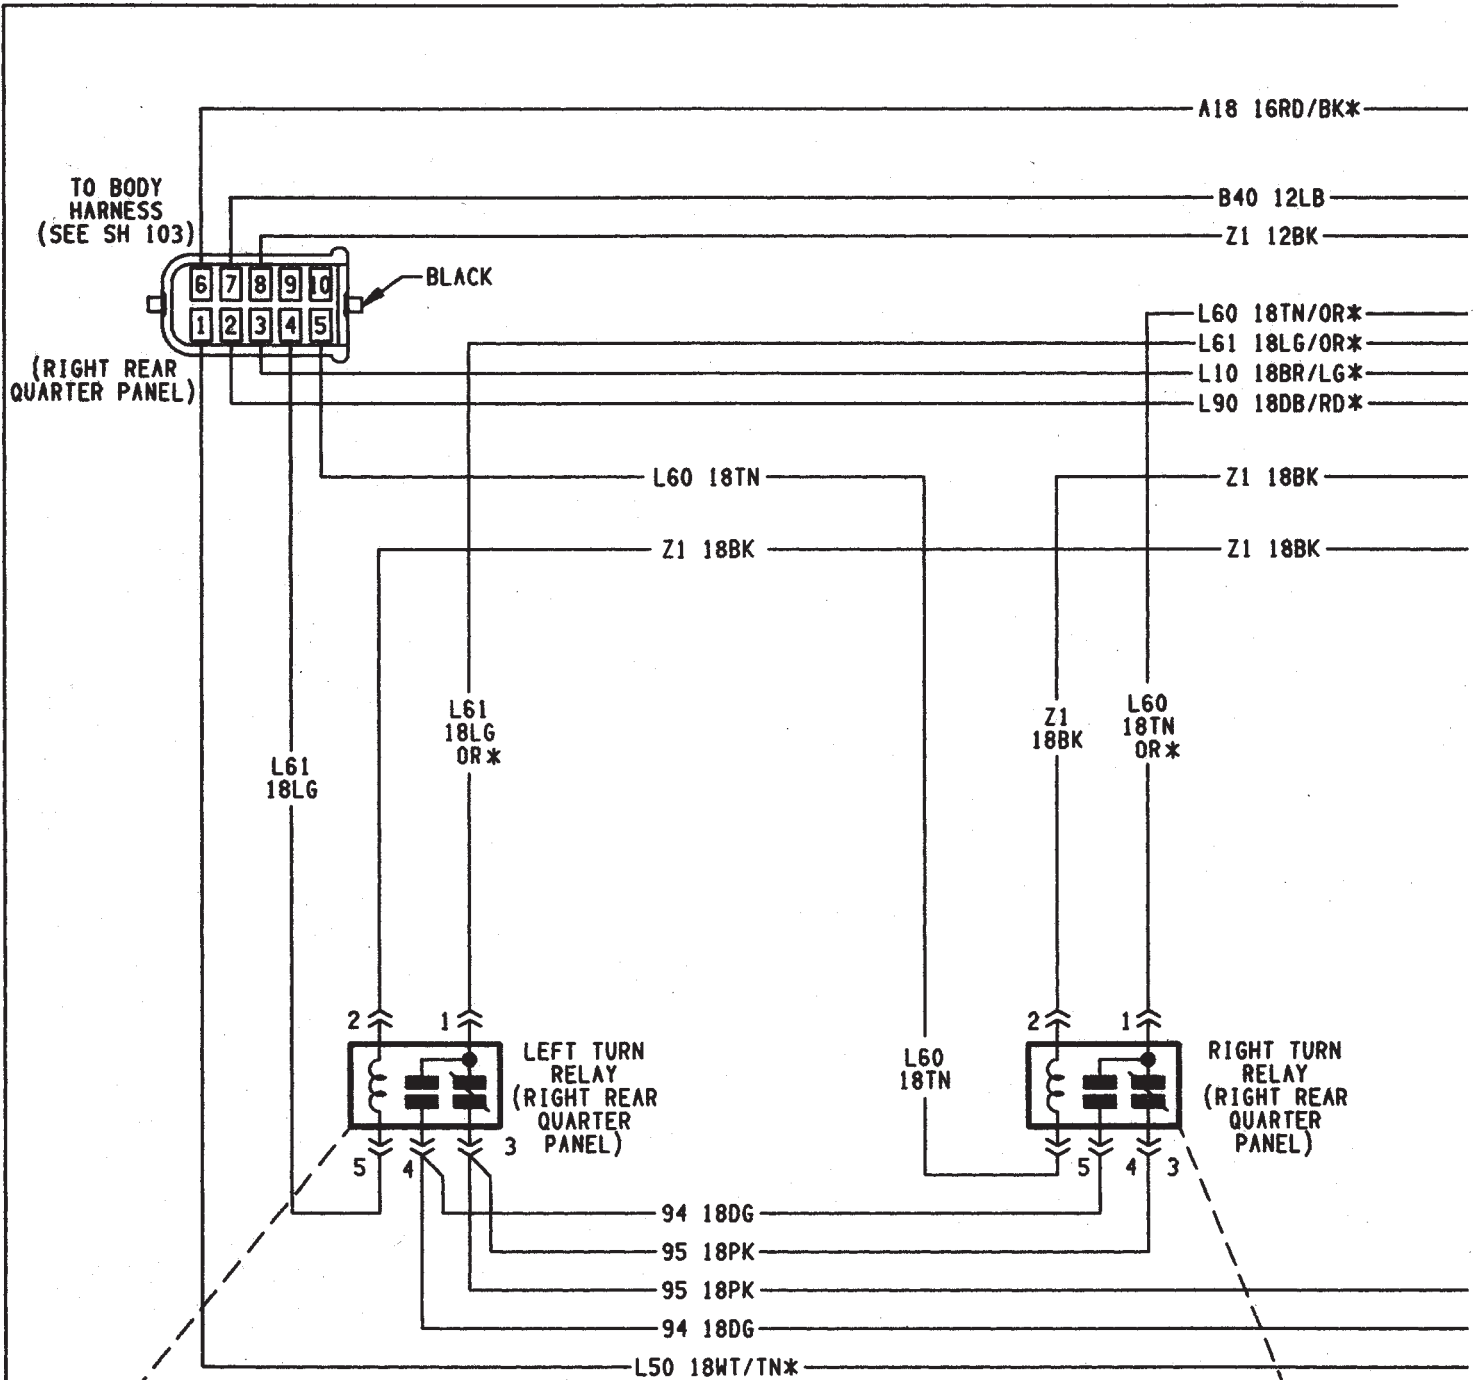 A18 16RD/BK*
TO BODY
HARNESS
(SEE SH 103)
B40 12LB
Z1 12BK
BLACK
6 7 8 9 10
1 2 3 4 5
(RIGHT REAR
QUARTER PANEL)
L60 18TN/OR*
L61 18LG/OR*
L10 18BR/LG*
L90 18DB/RD*
L60 18TN
Z1 18BK
Z1 18BK
Z1 18BK
L61
18LG
OR*
Z1
18BK
L60
18TN
OR*
L61
18LG
2 1
LEFT TURN
RELAY
(RIGHT REAR
QUARTER
PANEL)
5 4 3
L60
18TN
2 1
RIGHT TURN
RELAY
(RIGHT REAR
QUARTER
PANEL)
5 4 3
94 18DG
95 18PK
95 18PK
94 18DG
L50 18WT/TN*